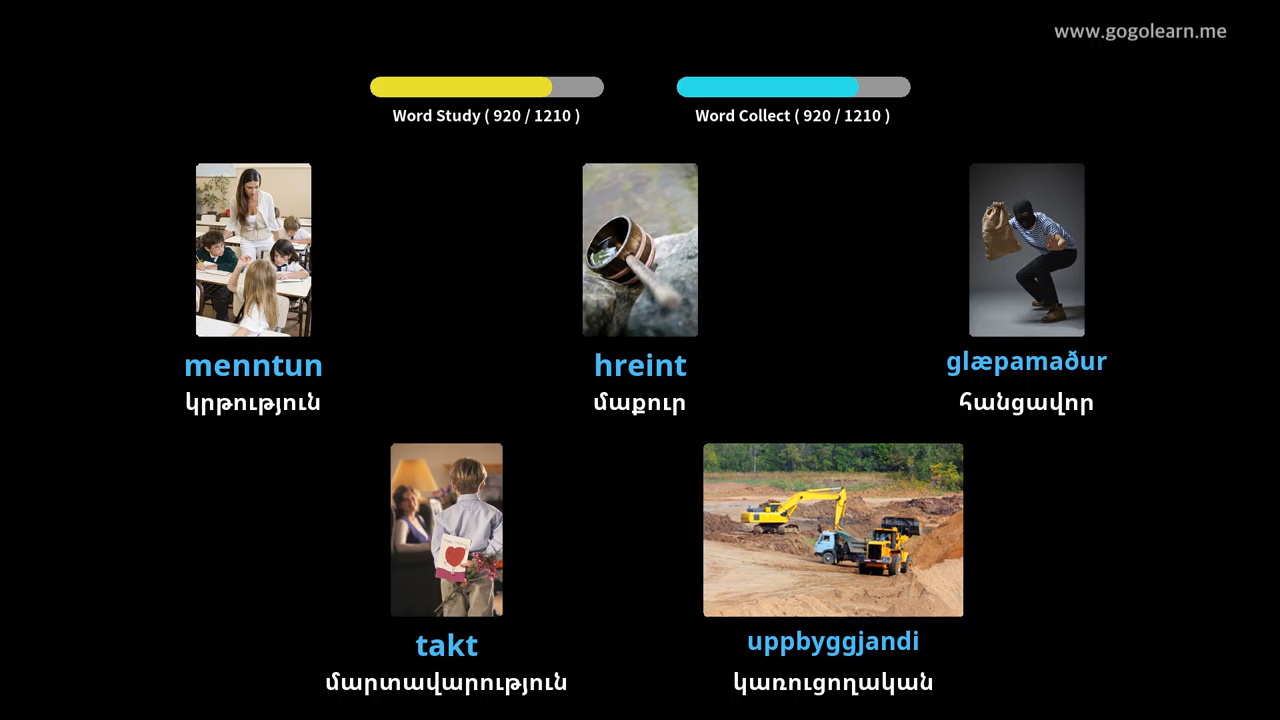 www.gogolearn.me
Word Study ( 920 / 1210 )
Word Collect ( 920 / 1210 )
menntun
hreint
glæpamaður
կրթություն
մաքուր
հանցավոր
takt
uppbyggjandi
մարտավարություն
կառուցողական